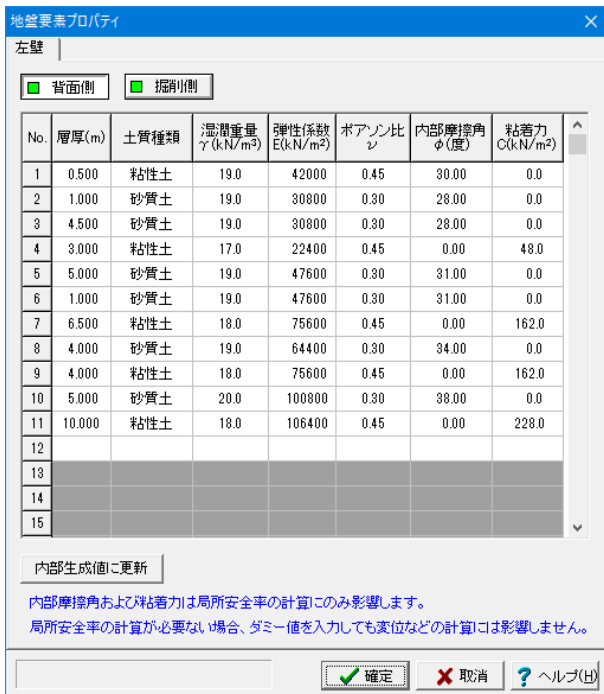 地盤要素プロパティ
左壁
背面側 掘削側
No. 層厚(m) 土質種類 湿潤重量 γ(kN/m³) 弾性係数 E(kN/m²) ポアソン比 ν 内部摩擦角 φ(度) 粘着力 C(kN/m²)
1 0.500 粘性土 19.0 42000 0.45 30.00 0.0
2 1.000 砂質土 19.0 30800 0.30 28.00 0.0
3 4.500 砂質土 19.0 30800 0.30 28.00 0.0
4 3.000 粘性土 17.0 22400 0.45 0.00 48.0
5 5.000 砂質土 19.0 47600 0.30 31.00 0.0
6 1.000 砂質土 19.0 47600 0.30 31.00 0.0
7 6.500 粘性土 18.0 75600 0.45 0.00 162.0
8 4.000 砂質土 19.0 64400 0.30 34.00 0.0
9 4.000 粘性土 18.0 75600 0.45 0.00 162.0
10 5.000 砂質土 20.0 100800 0.30 38.00 0.0
11 10.000 粘性土 18.0 106400 0.45 0.00 228.0
12
13
14
15
内部生成値に更新
内部摩擦角および粘着力は局所安全率の計算にのみ影響します。
局所安全率の計算が必要ない場合、ダミー値を入力しても変位などの計算には影響しません。
確定 取消 ? ヘルプ(H)